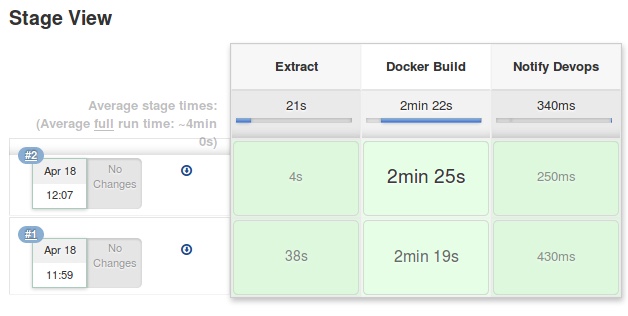 Stage View
Extract
Docker Build
Notify Devops
Average stage times:
(Average full run time: ~4min
0s)
21s
2min 22s
340ms
#2
Apr 18
12:07
No
Changes
4s
2min 25s
250ms
#1
Apr 18
11:59
No
Changes
38s
2min 19s
430ms